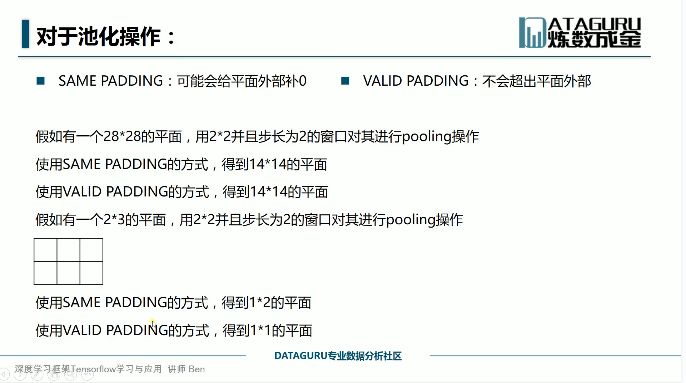 对于池化操作：
DATAGURU
炼数成金
■ SAME PADDING：可能会给平面外部补0
■ VALID PADDING：不会超出平面外部
假如有一个28*28的平面，用2*2并且步长为2的窗口对其进行pooling操作
使用SAME PADDING的方式，得到14*14的平面
使用VALID PADDING的方式，得到14*14的平面
假如有一个2*3的平面，用2*2并且步长为2的窗口对其进行pooling操作
使用SAME PADDING的方式，得到1*2的平面
使用VALID PADDING的方式，得到1*1的平面
DATAGURU专业数据分析社区
深度学习框架Tensorflow学习与应用 讲师 Ben